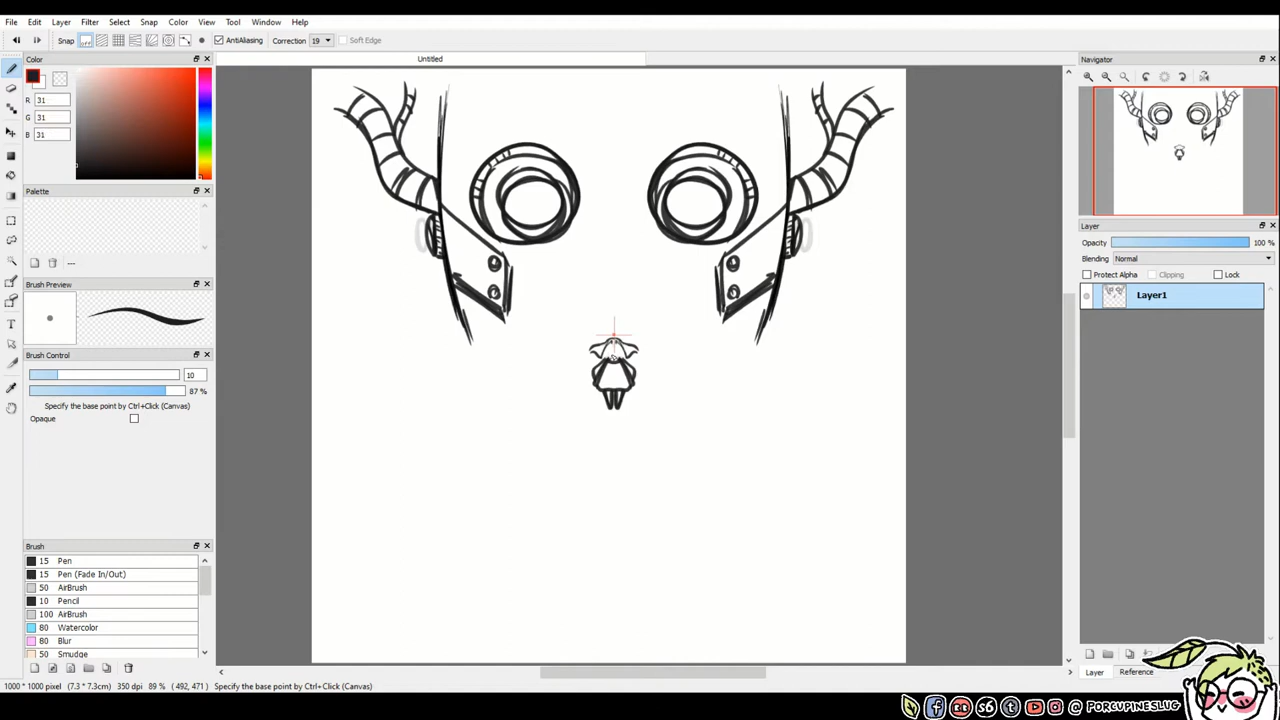 File Edit Layer Filter Select Snap Color View Tool Window Help
Snap off AntiAliasing Correction 19 Soft Edge
Color
R 31
G 31
B 31
Palette
---
Brush Preview
Brush Control
10
87 %
Specify the base point by Ctrl+Click (Canvas)
Opaque
Brush
15 Pen
15 Pen (Fade In/Out)
50 AirBrush
10 Pencil
100 AirBrush
80 Watercolor
80 Blur
50 Smudge
Untitled
Navigator
Layer
Opacity 100 %
Blending Normal
Protect Alpha Clipping Lock
Layer1
Layer Reference
1000 * 1000 pixel (7.3 * 7.3cm) 350 dpi 89 % ( 492, 471) Specify the base point by Ctrl+Click (Canvas)
PORCUPINESLUG